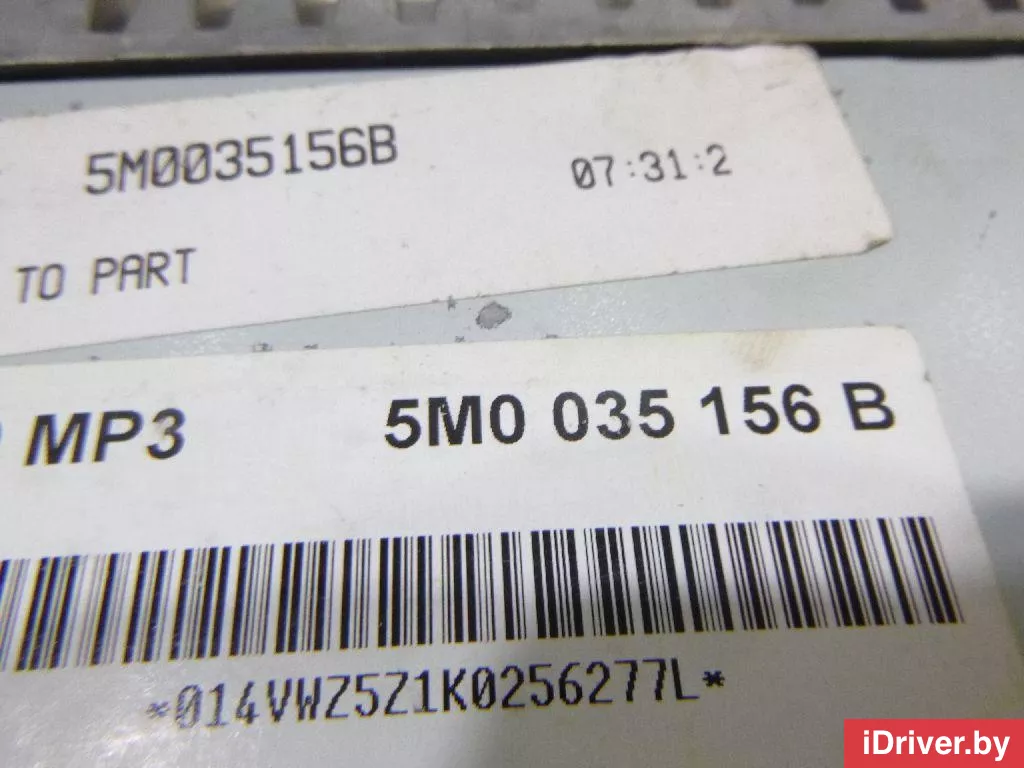 5M0035156B
07:31:2
TO PART
MP3 5M0 035 156 B
*014VWZ5Z1K0256277L*
iDriver.by